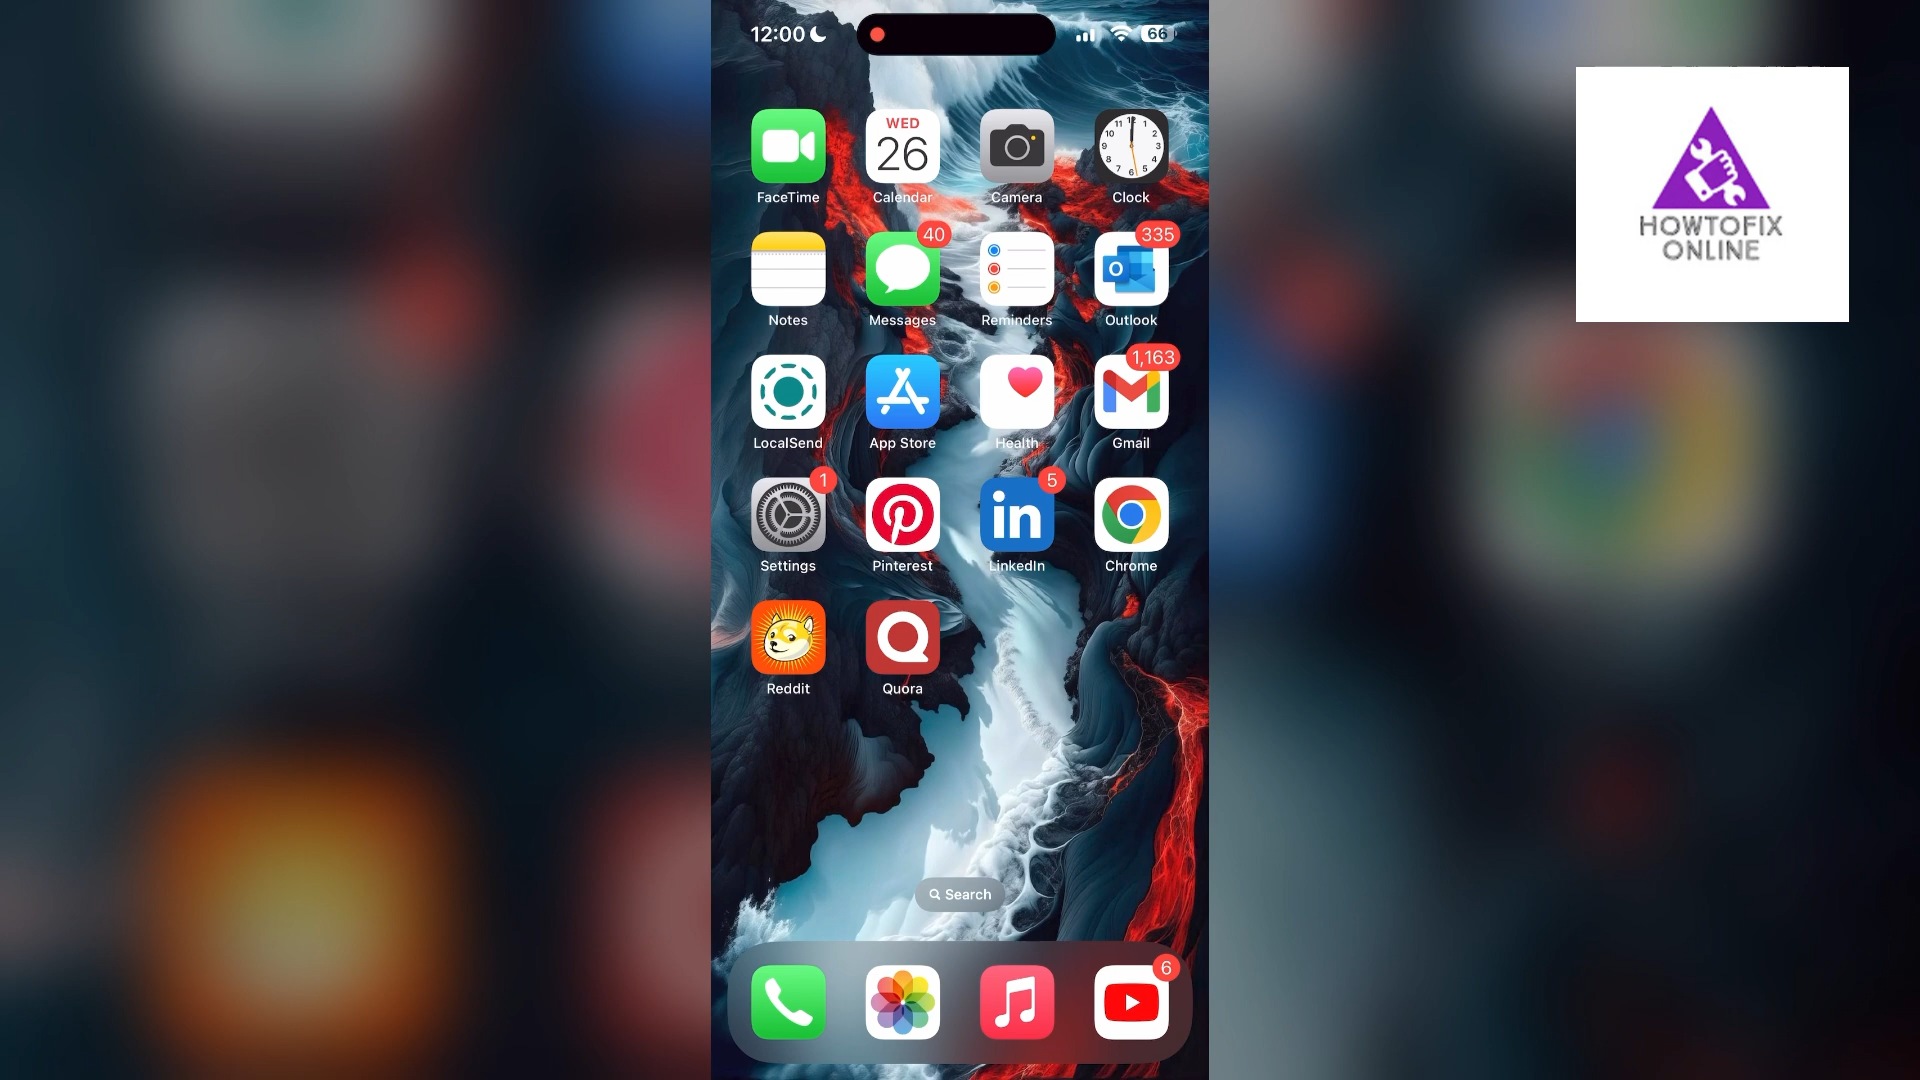 12:00
66
WED
26
FaceTime
Calendar
Camera
Clock
40
335
Notes
Messages
Reminders
Outlook
1,163
LocalSend
App Store
Health
Gmail
1
5
in
Settings
Pinterest
LinkedIn
Chrome
Reddit
Quora
Search
6
HOWTOFIX
ONLINE